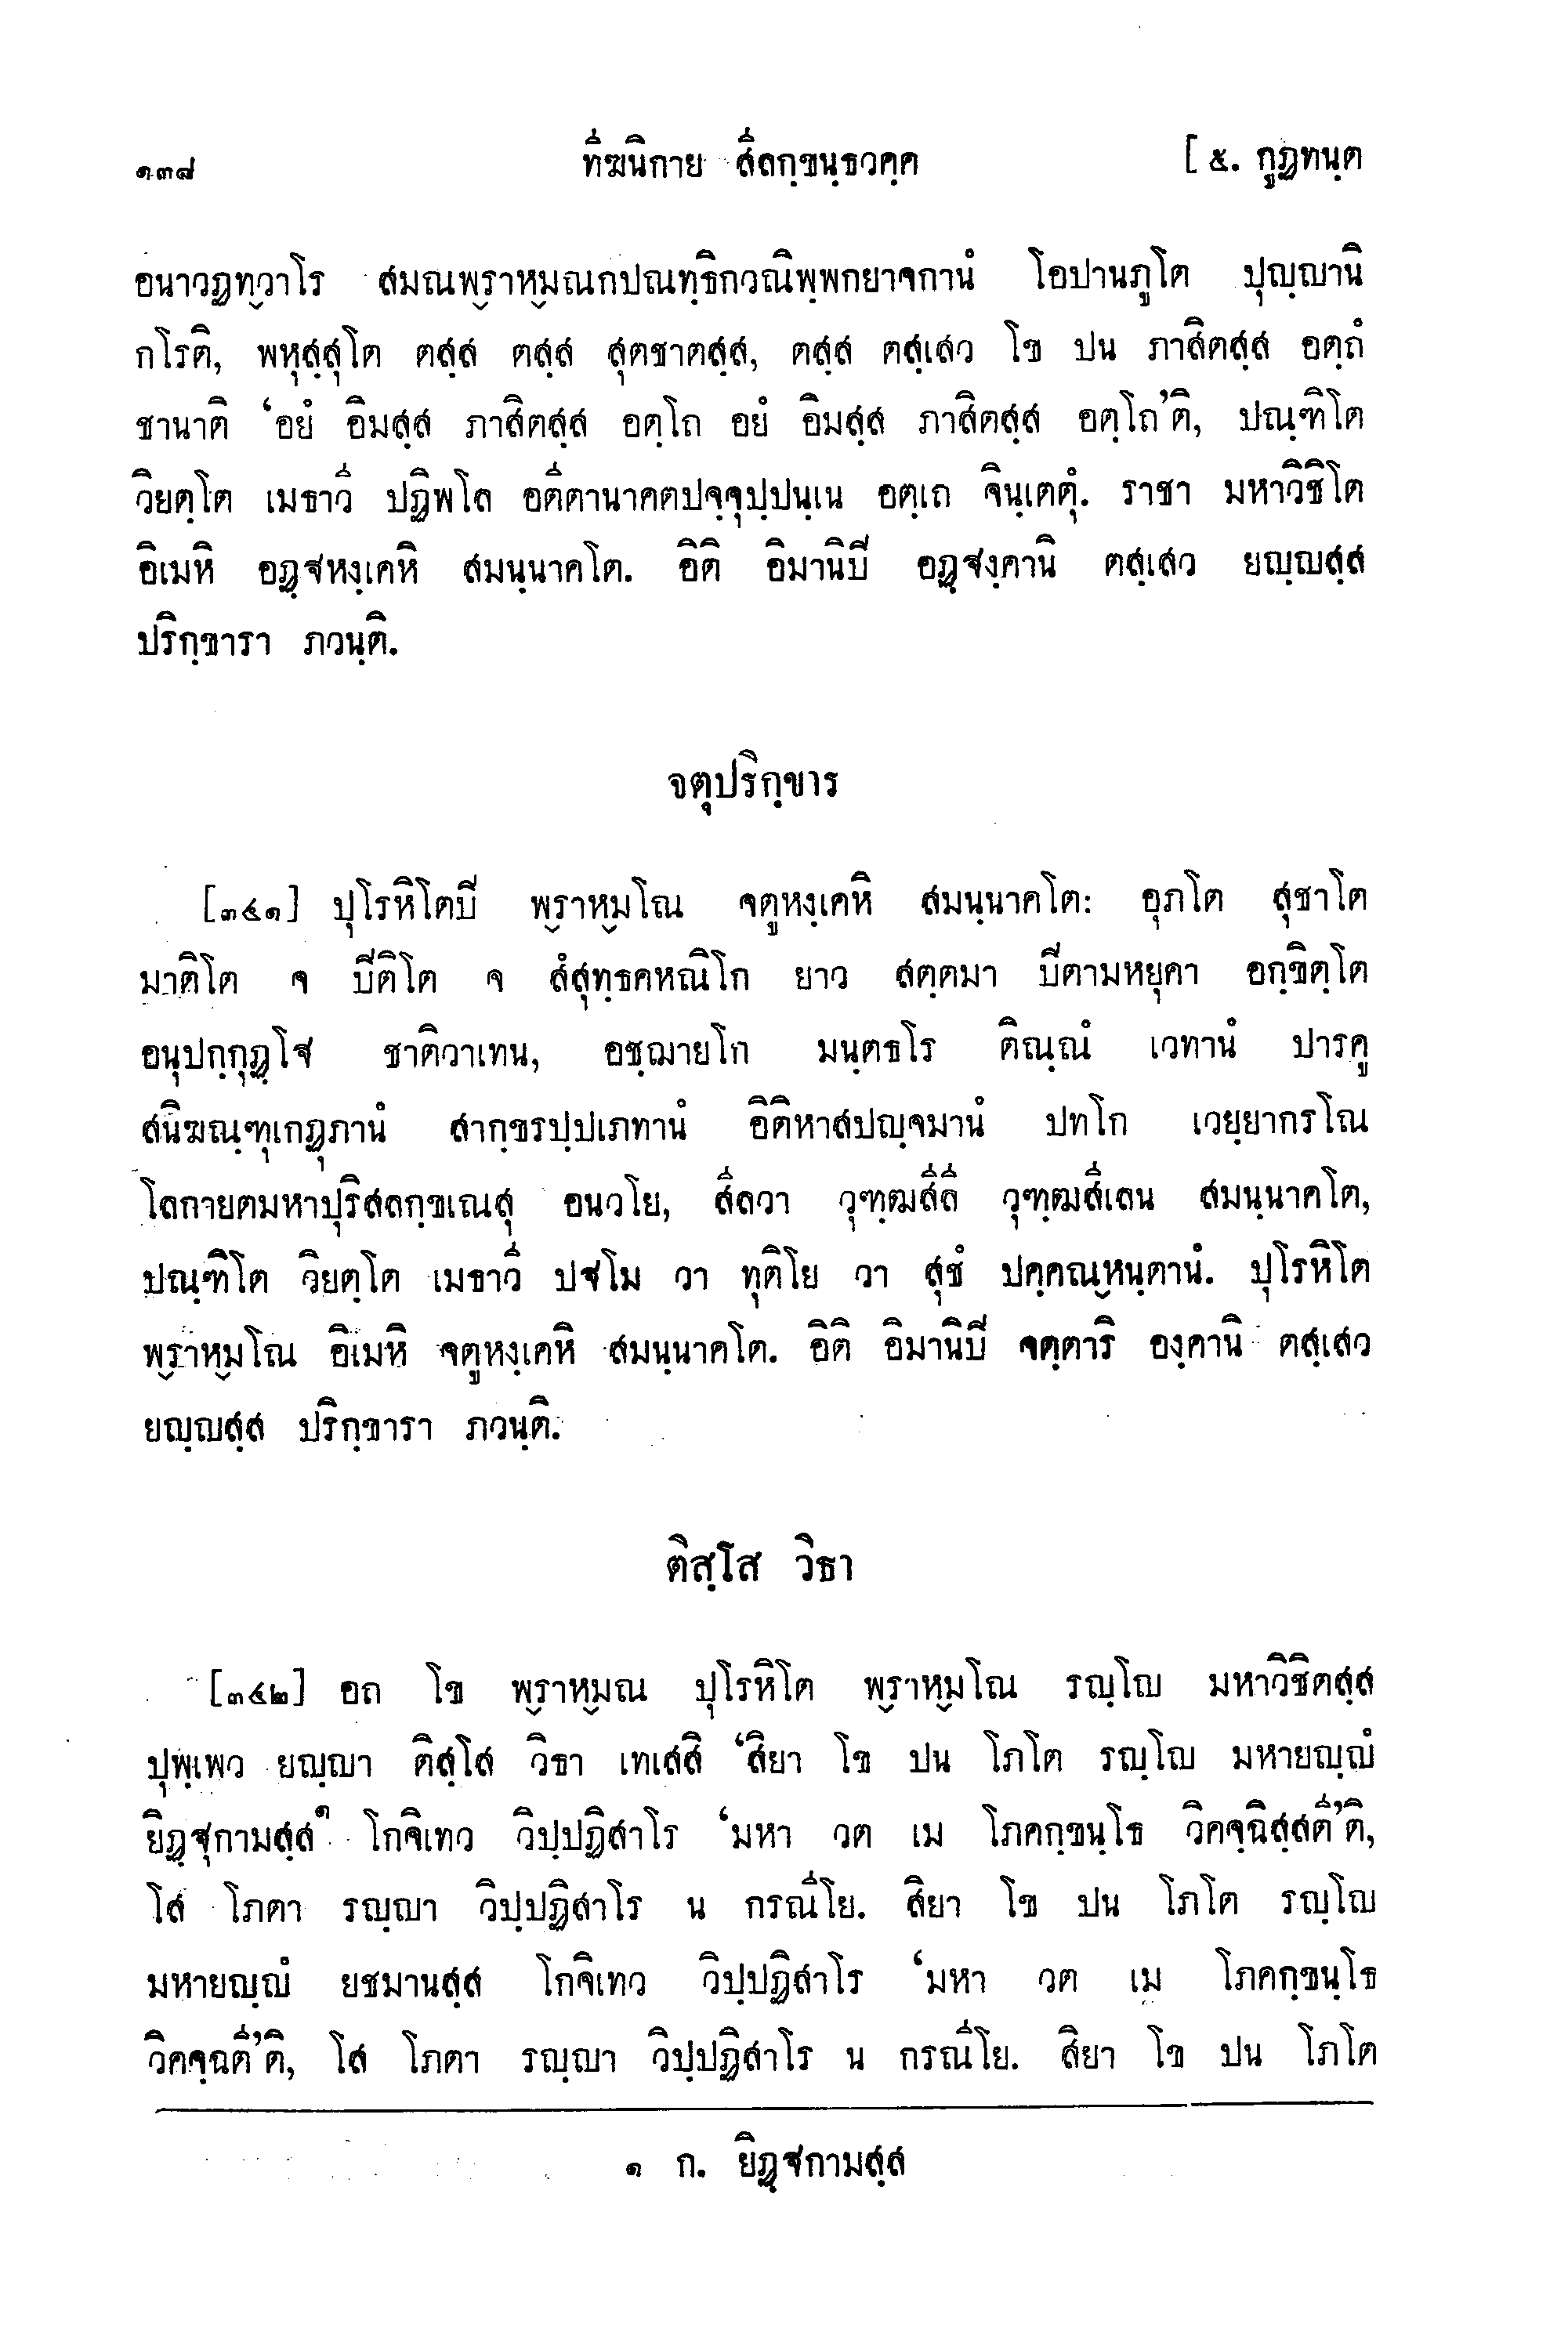 ๑๓๘ ทีฆนิกาย สีลกฺขนฺธวคฺค [ ๕. กูฏทนฺต
อนาวฏทฺวาโร สมณพฺราหฺมณกปณทฺธิกวณิพฺพกยาจกานํ โอปานภูโต ปุญฺญานิ
กโรติ, พหุสฺสุโต ตสฺส ตสฺส สุตชาตสฺส, ตสฺส ตสฺเสว โข ปน ภาสิตสฺส อตฺถํ
ชานาติ ‘อยํ อิมสฺส ภาสิตสฺส อตฺโถ อยํ อิมสฺส ภาสิตสฺส อตฺโถ’ติ, ปณฺฑิโต
วิยตฺโต เมธาวี ปฏิพโล อตีตานาคตปจฺจุปฺปนฺเน อตฺเถ จินฺเตตุํ. ราชา มหาวิชิโต
อิเมหิ อฏฺฐหงฺเคหิ สมนฺนาคโต. อิติ อิมานิปิ อฏฺฐงฺคานิ ตสฺเสว ยญฺญสฺส
ปริกฺขารา ภวนฺติ.
จตุปริกฺขาร
[๓๔๑] ปุโรหิโตปิ พฺราหฺมโณ จตูหงฺเคหิ สมนฺนาคโต: อุภโต สุชาโต
มาติโต จ ปิติโต จ สํสุทฺธคหณิโก ยาว สตฺตมา ปิตามหยุคา อกฺขิตฺโต
อนุปกฺกุฏฺโฐ ชาติวาเทน, อชฺฌายโก มนฺตธโร ติณฺณํ เวทานํ ปารคู
สนิฆณฺฑุเกฏุภานํ สากฺขรปฺปเภทานํ อิติหาสปญฺจมานํ ปทโก เวยฺยากรโณ
โลกายตมหาปุริสลกฺขเณสุ อนวโย, สีลวา วุฑฺฒสีลี วุฑฺฒสีเลน สมนฺนาคโต,
ปณฺฑิโต วิยตฺโต เมธาวี ปฐโม วา ทุติโย วา สุชํ ปคฺคณฺหนฺตานํ. ปุโรหิโต
พฺราหฺมโณ อิเมหิ จตูหงฺเคหิ สมนฺนาคโต. อิติ อิมานิปิ จตฺตาริ องฺคานิ ตสฺเสว
ยญฺญสฺส ปริกฺขารา ภวนฺติ.
ติสฺโส วิธา
[๓๔๒] อถ โข พฺราหฺมณ ปุโรหิโต พฺราหฺมโณ รญฺโญ มหาวิชิตสฺส
ปุพฺเพว ยญฺญา ติสฺโส วิธา เทเสสิ ‘สิยา โข ปน โภโต รญฺโญ มหายญฺญํ
ยิฏฺฐุกามสฺส๑ โกจิเทว วิปฺปฏิสาโร ‘มหา วต เม โภคกฺขนฺโธ วิคจฺฉิสฺสตี’ติ,
โส โภตา รญฺญา วิปฺปฏิสาโร น กรณีโย. สิยา โข ปน โภโต รญฺโญ
มหายญฺญํ ยชมานสฺส โกจิเทว วิปฺปฏิสาโร ‘มหา วต เม โภคกฺขนฺโธ
วิคจฺฉตี’ติ, โส โภตา รญฺญา วิปฺปฏิสาโร น กรณีโย. สิยา โข ปน โภโต
๑ ก. ยิฏฺฐกามสฺส